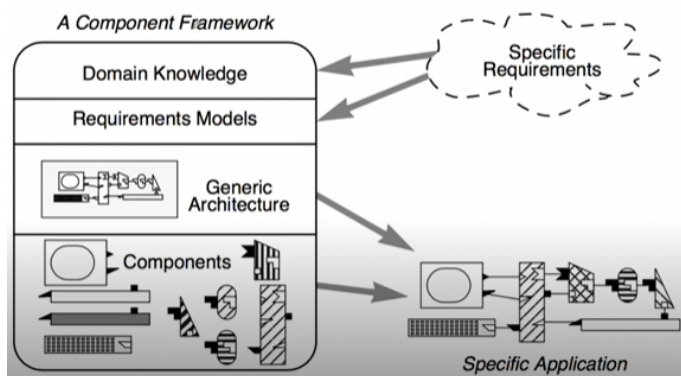 A Component Framework
Domain Knowledge
Requirements Models
Generic
Architecture
Components
Specific
Requirements
Specific Application